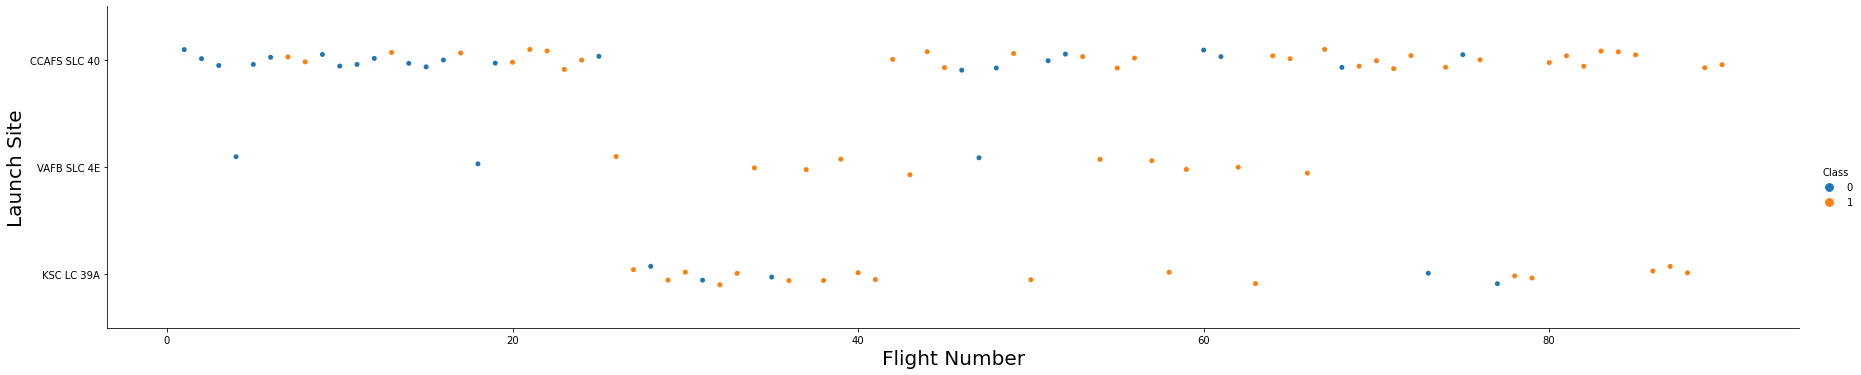 Launch Site
CCAFS SLC 40
VAFB SLC 4E
KSC LC 39A
0
20
40
60
80
Flight Number
Class
0
1